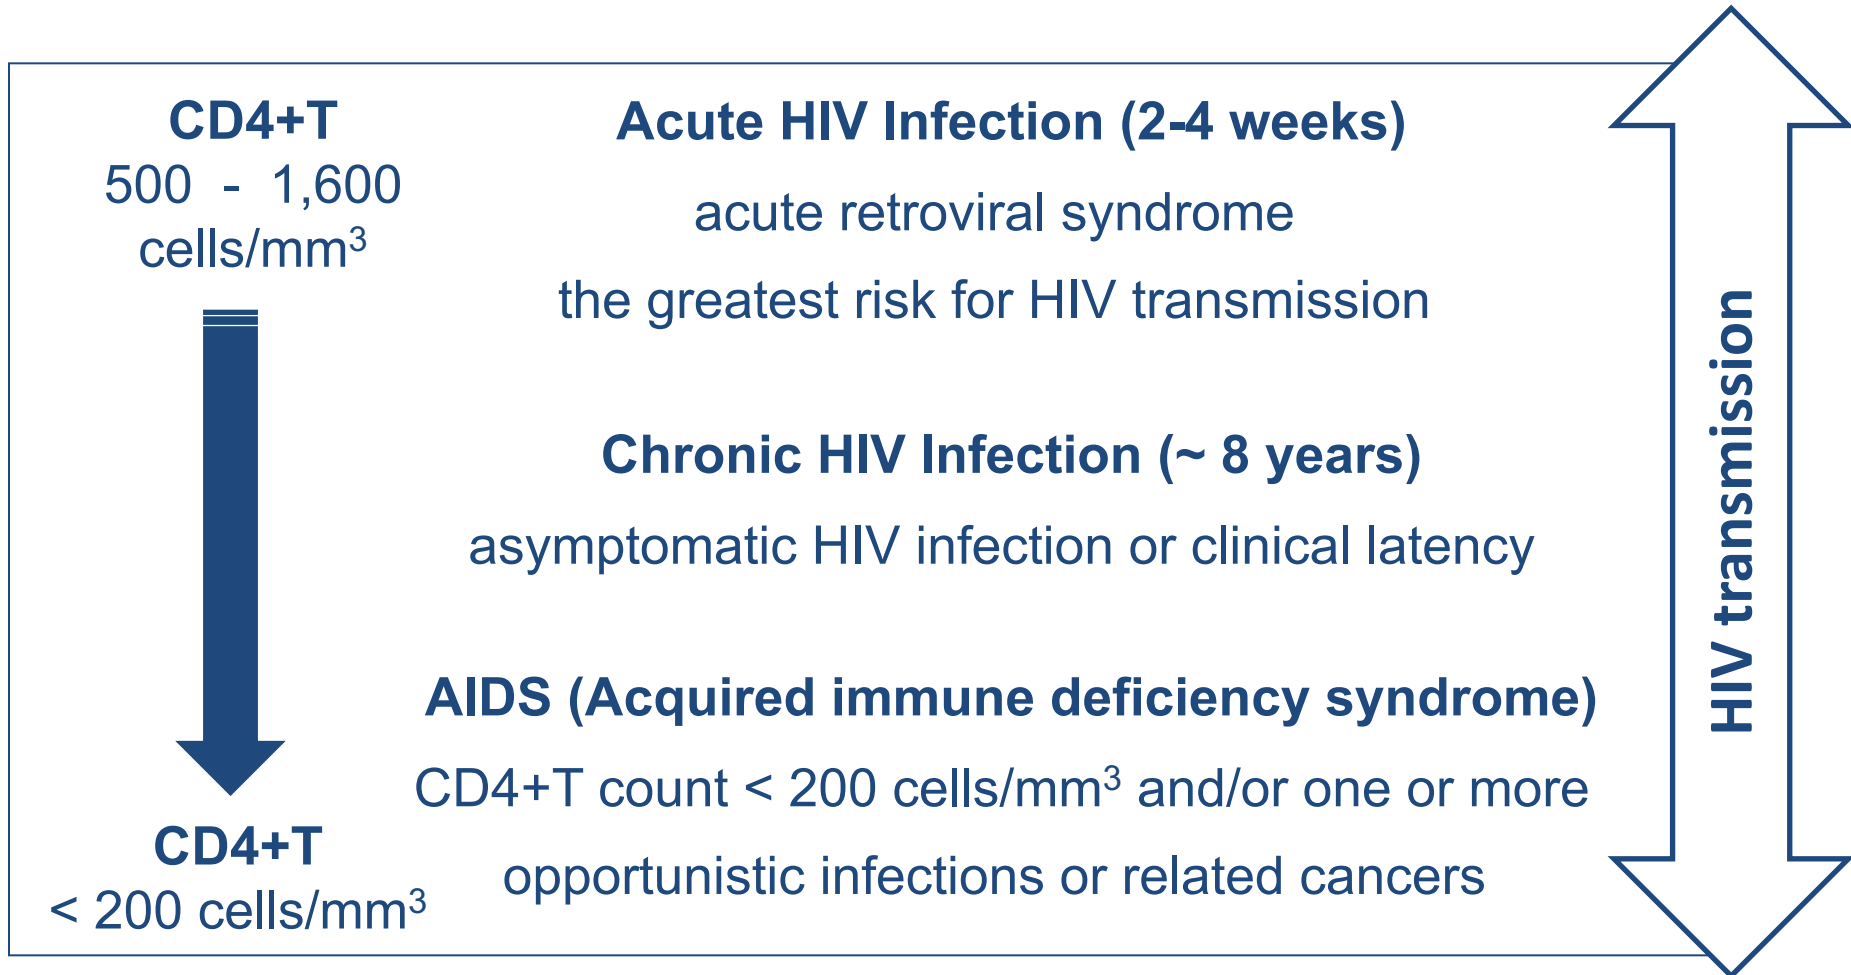 CD4+T
500 - 1,600
cells/mm³
Acute HIV Infection (2-4 weeks)
acute retroviral syndrome
the greatest risk for HIV transmission
Chronic HIV Infection (~ 8 years)
asymptomatic HIV infection or clinical latency
AIDS (Acquired immune deficiency syndrome)
CD4+T count < 200 cells/mm³ and/or one or more
opportunistic infections or related cancers
CD4+T
< 200 cells/mm³
HIV transmission